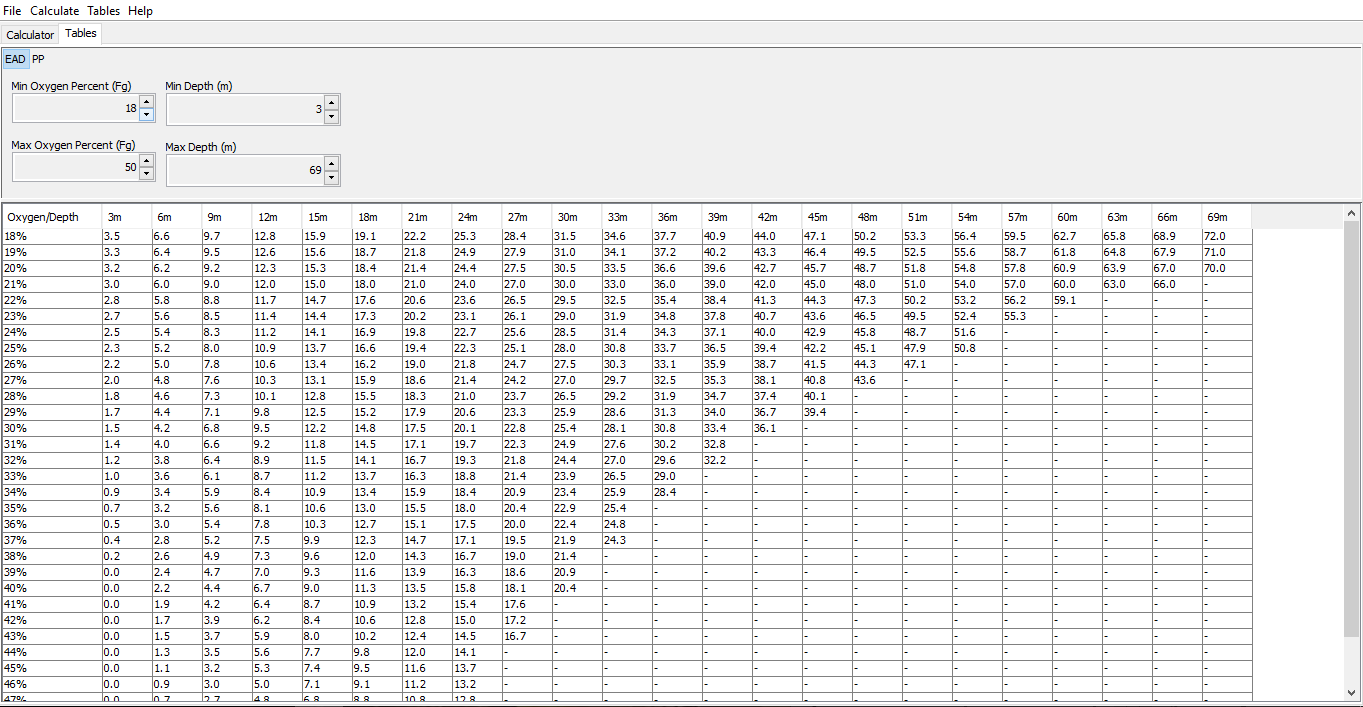 File Calculate Tables Help
Calculator Tables
EAD PP
Min Oxygen Percent (Fg) Min Depth (m)
18 3
Max Oxygen Percent (Fg) Max Depth (m)
50 69
Oxygen/Depth 3m 6m 9m 12m 15m 18m 21m 24m 27m 30m 33m 36m 39m 42m 45m 48m 51m 54m 57m 60m 63m 66m 69m
18% 3.5 6.6 9.7 12.8 15.9 19.1 22.2 25.3 28.4 31.5 34.6 37.7 40.9 44.0 47.1 50.2 53.3 56.4 59.5 62.7 65.8 68.9 72.0
19% 3.3 6.4 9.5 12.6 15.6 18.7 21.8 24.9 27.9 31.0 34.1 37.2 40.2 43.3 46.4 49.5 52.5 55.6 58.7 61.8 64.8 67.9 71.0
20% 3.2 6.2 9.2 12.3 15.3 18.4 21.4 24.4 27.5 30.5 33.5 36.6 39.6 42.7 45.7 48.7 51.8 54.8 57.8 60.9 63.9 67.0 70.0
21% 3.0 6.0 9.0 12.0 15.0 18.0 21.0 24.0 27.0 30.0 33.0 36.0 39.0 42.0 45.0 48.0 51.0 54.0 57.0 60.0 63.0 66.0 -
22% 2.8 5.8 8.8 11.7 14.7 17.6 20.6 23.6 26.5 29.5 32.5 35.4 38.4 41.3 44.3 47.3 50.2 53.2 56.2 59.1 - - -
23% 2.7 5.6 8.5 11.4 14.4 17.3 20.2 23.1 26.1 29.0 31.9 34.8 37.8 40.7 43.6 46.5 49.5 52.4 55.3 - - - -
24% 2.5 5.4 8.3 11.2 14.1 16.9 19.8 22.7 25.6 28.5 31.4 34.3 37.1 40.0 42.9 45.8 48.7 51.6 - - - - -
25% 2.3 5.2 8.0 10.9 13.7 16.6 19.4 22.3 25.1 28.0 30.8 33.7 36.5 39.4 42.2 45.1 47.9 50.8 - - - - -
26% 2.2 5.0 7.8 10.6 13.4 16.2 19.0 21.8 24.7 27.5 30.3 33.1 35.9 38.7 41.5 44.3 47.1 - - - - - -
27% 2.0 4.8 7.6 10.3 13.1 15.9 18.6 21.4 24.2 27.0 29.7 32.5 35.3 38.1 40.8 43.6 - - - - - - -
28% 1.8 4.6 7.3 10.1 12.8 15.5 18.3 21.0 23.7 26.5 29.2 31.9 34.7 37.4 40.1 - - - - - - - -
29% 1.7 4.4 7.1 9.8 12.5 15.2 17.9 20.6 23.3 25.9 28.6 31.3 34.0 36.7 39.4 - - - - - - - -
30% 1.5 4.2 6.8 9.5 12.2 14.8 17.5 20.1 22.8 25.4 28.1 30.8 33.4 36.1 - - - - - - - - -
31% 1.4 4.0 6.6 9.2 11.8 14.5 17.1 19.7 22.3 24.9 27.6 30.2 32.8 - - - - - - - - - -
32% 1.2 3.8 6.4 8.9 11.5 14.1 16.7 19.3 21.8 24.4 27.0 29.6 32.2 - - - - - - - - - -
33% 1.0 3.6 6.1 8.7 11.2 13.7 16.3 18.8 21.4 23.9 26.5 29.0 - - - - - - - - - - -
34% 0.9 3.4 5.9 8.4 10.9 13.4 15.9 18.4 20.9 23.4 25.9 28.4 - - - - - - - - - - -
35% 0.7 3.2 5.6 8.1 10.6 13.0 15.5 18.0 20.4 22.9 25.4 - - - - - - - - - - - -
36% 0.5 3.0 5.4 7.8 10.3 12.7 15.1 17.5 20.0 22.4 24.8 - - - - - - - - - - - -
37% 0.4 2.8 5.2 7.5 9.9 12.3 14.7 17.1 19.5 21.9 24.3 - - - - - - - - - - - -
38% 0.2 2.6 4.9 7.3 9.6 12.0 14.3 16.7 19.0 21.4 - - - - - - - - - - - - -
39% 0.0 2.4 4.7 7.0 9.3 11.6 13.9 16.3 18.6 20.9 - - - - - - - - - - - - -
40% 0.0 2.2 4.4 6.7 9.0 11.3 13.5 15.8 18.1 20.4 - - - - - - - - - - - - -
41% 0.0 1.9 4.2 6.4 8.7 10.9 13.2 15.4 17.6 - - - - - - - - - - - - - -
42% 0.0 1.7 3.9 6.2 8.4 10.6 12.8 15.0 17.2 - - - - - - - - - - - - - -
43% 0.0 1.5 3.7 5.9 8.0 10.2 12.4 14.5 16.7 - - - - - - - - - - - - - -
44% 0.0 1.3 3.5 5.6 7.7 9.8 12.0 14.1 - - - - - - - - - - - - - - -
45% 0.0 1.1 3.2 5.3 7.4 9.5 11.6 13.7 - - - - - - - - - - - - - - -
46% 0.0 0.9 3.0 5.0 7.1 9.1 11.2 13.2 - - - - - - - - - - - - - - -
47% 0.0 0.7 2.7 4.8 6.8 8.8 10.8 12.8 - - - - - - - - - - - - - - -